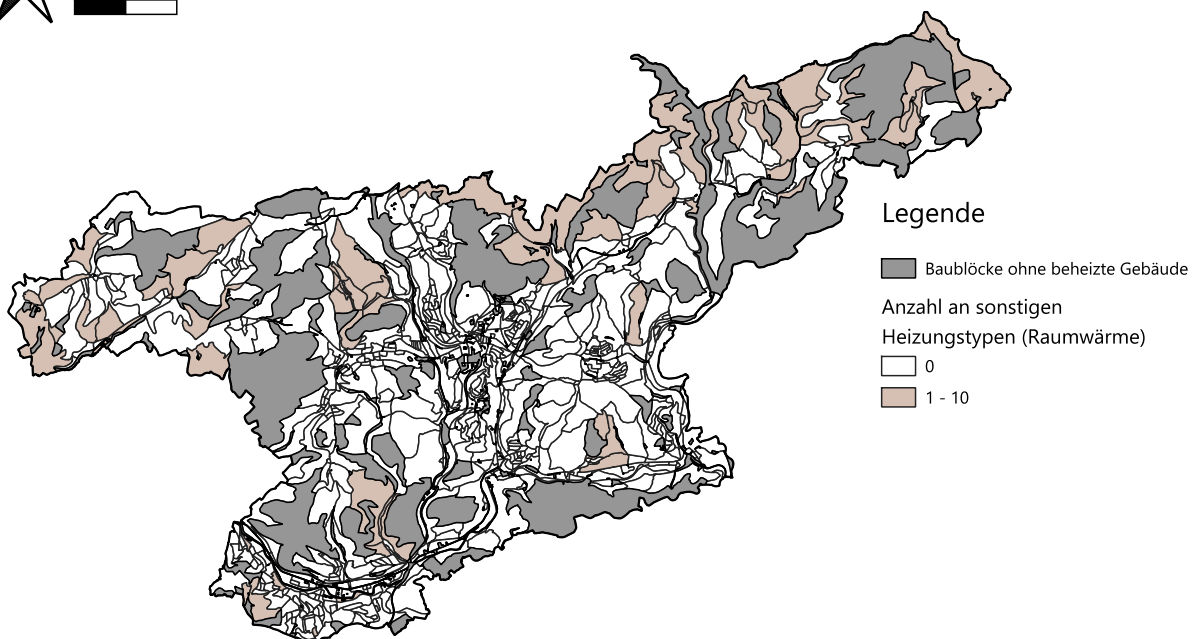 Legende
Baublöcke ohne beheizte Gebäude
Anzahl an sonstigen
Heizungstypen (Raumwärme)
0
1 - 10